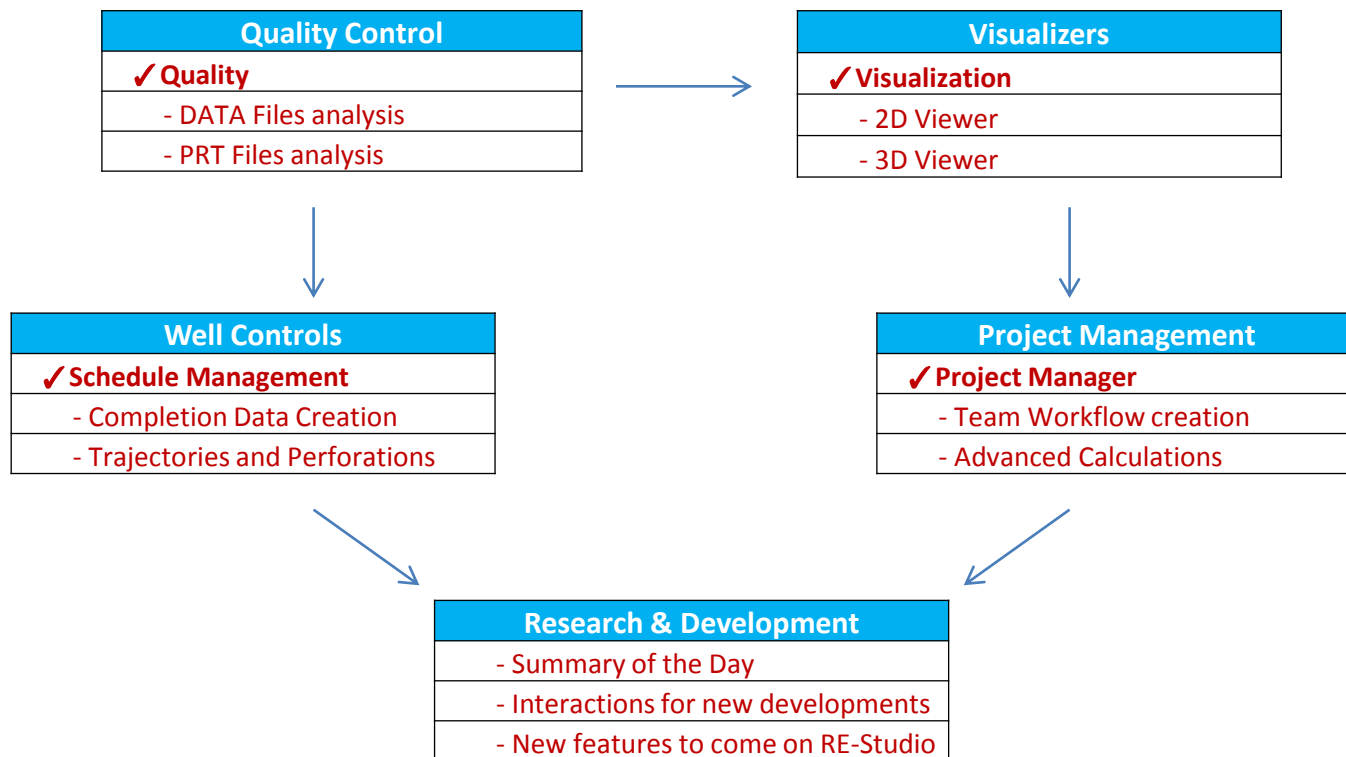 Quality Control
✓Quality
- DATA Files analysis
- PRT Files analysis
Visualizers
✓Visualization
- 2D Viewer
- 3D Viewer
Well Controls
✓Schedule Management
- Completion Data Creation
- Trajectories and Perforations
Project Management
✓Project Manager
- Team Workflow creation
- Advanced Calculations
Research & Development
- Summary of the Day
- Interactions for new developments
- New features to come on RE-Studio